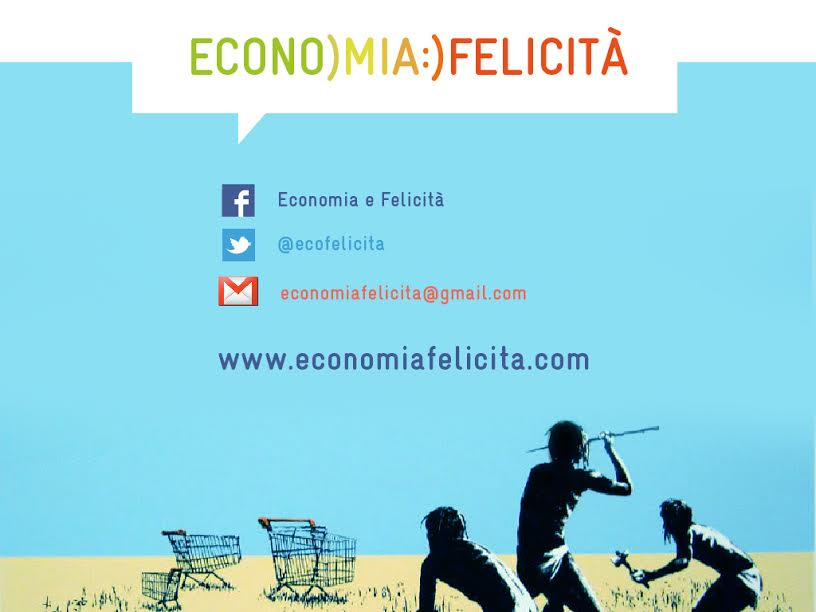 ECONO)MIA:)FELICITÀ
Economia e Felicità
@ecofelicita
economiafelicita@gmail.com
www.economiafelicita.com